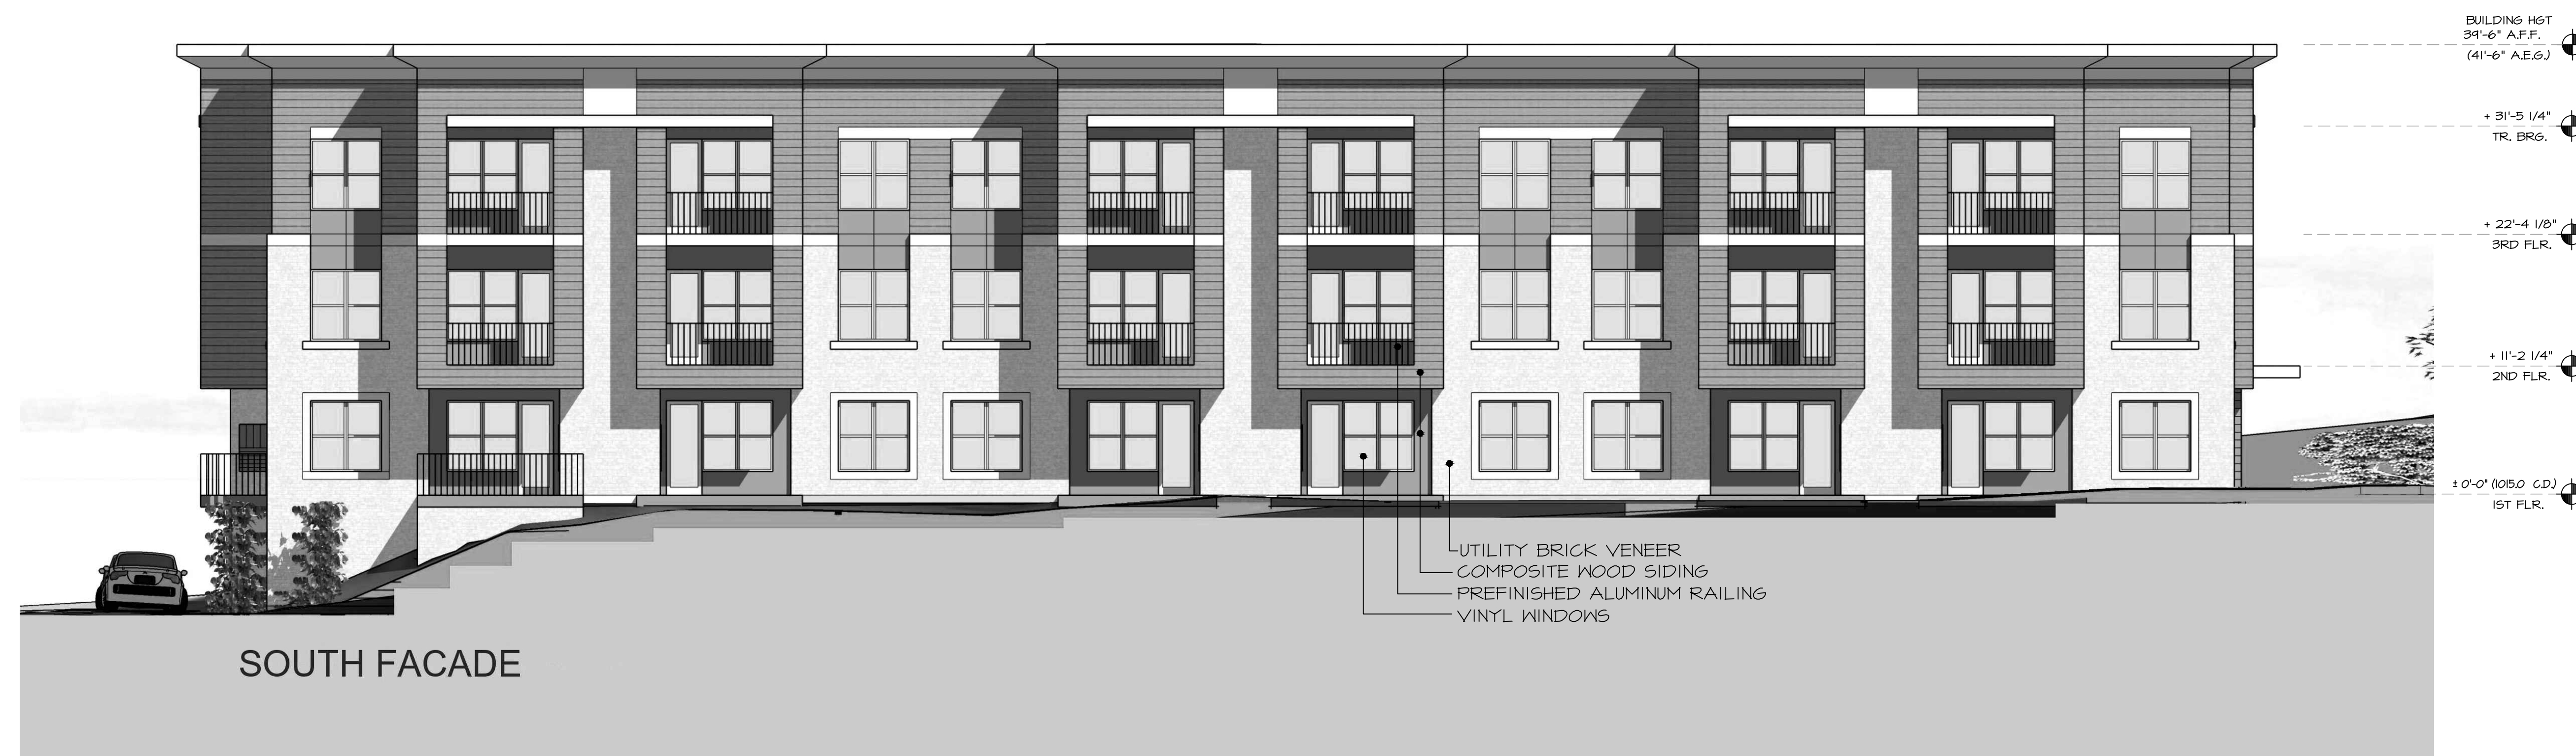 BUILDING HGT
39'-6" A.F.F.
(41'-6" A.E.G.)
+ 31'-5 1/4"
TR. BRG.
+ 22'-4 1/8"
3RD FLR.
+ 11'-2 1/4"
2ND FLR.
± 0'-0" (1015.0 C.D.)
1ST FLR.
UTILITY BRICK VENEER
COMPOSITE WOOD SIDING
PREFINISHED ALUMINUM RAILING
VINYL WINDOWS
SOUTH FACADE